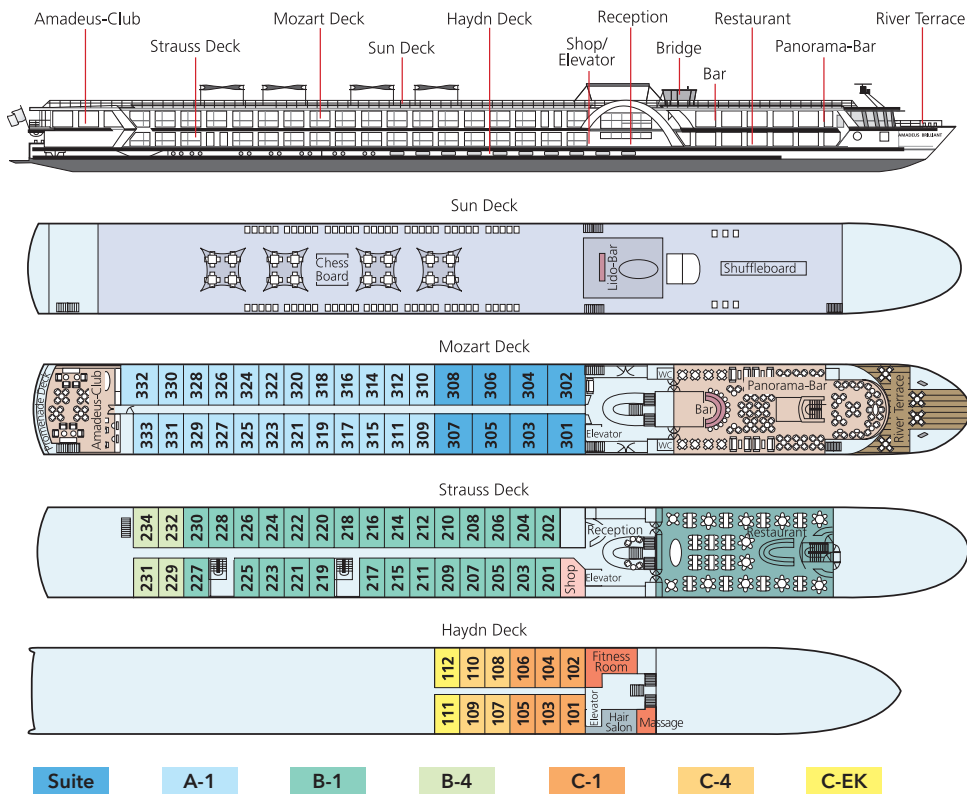 Amadeus-Club
Strauss Deck
Mozart Deck
Sun Deck
Haydn Deck
Shop/
Elevator
Reception
Bridge
Bar
Restaurant
Panorama-Bar
River Terrace
AMADEUS BRILLIANT
Sun Deck
Chess
Board
Lido-Bar
Shuffleboard
Mozart Deck
Promenade Deck
Amadeus-Club
332 330 328 326 324 322 320 318 316 314 312 310 308 306 304 302
333 331 329 327 325 323 321 319 317 315 311 309 307 305 303 301
Elevator
WC
WC
Bar
Panorama-Bar
River Terrace
Strauss Deck
234 232 230 228 226 224 222 220 218 216 214 212 210 208 206 204 202
231 229 227 225 223 221 219 217 215 211 209 207 205 203 201
Shop
Reception
Elevator
Restaurant
Haydn Deck
112 110 108 106 104 102
111 109 107 105 103 101
Fitness
Room
Elevator
Hair
Salon
Massage
Suite A-1 B-1 B-4 C-1 C-4 C-EK